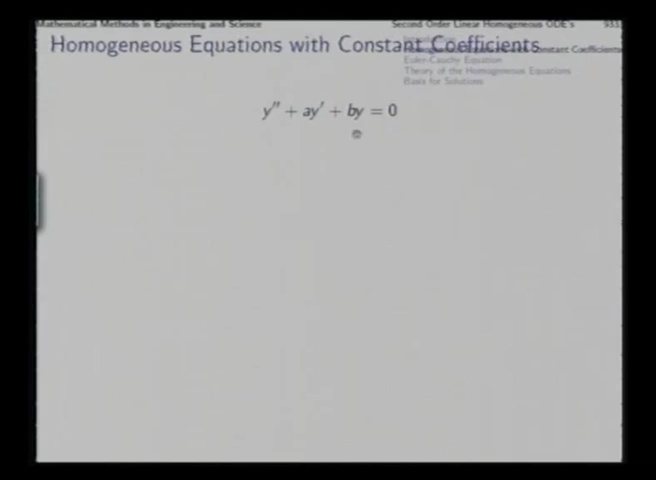 Mathematical Methods in Engineering and Science
Second Order Linear Homogeneous ODE's
Homogeneous Equations with Constant Coefficients
Euler-Cauchy Equation
Theory of the Homogeneous Equations
Basis for Solutions
y″ + ay′ + by = 0